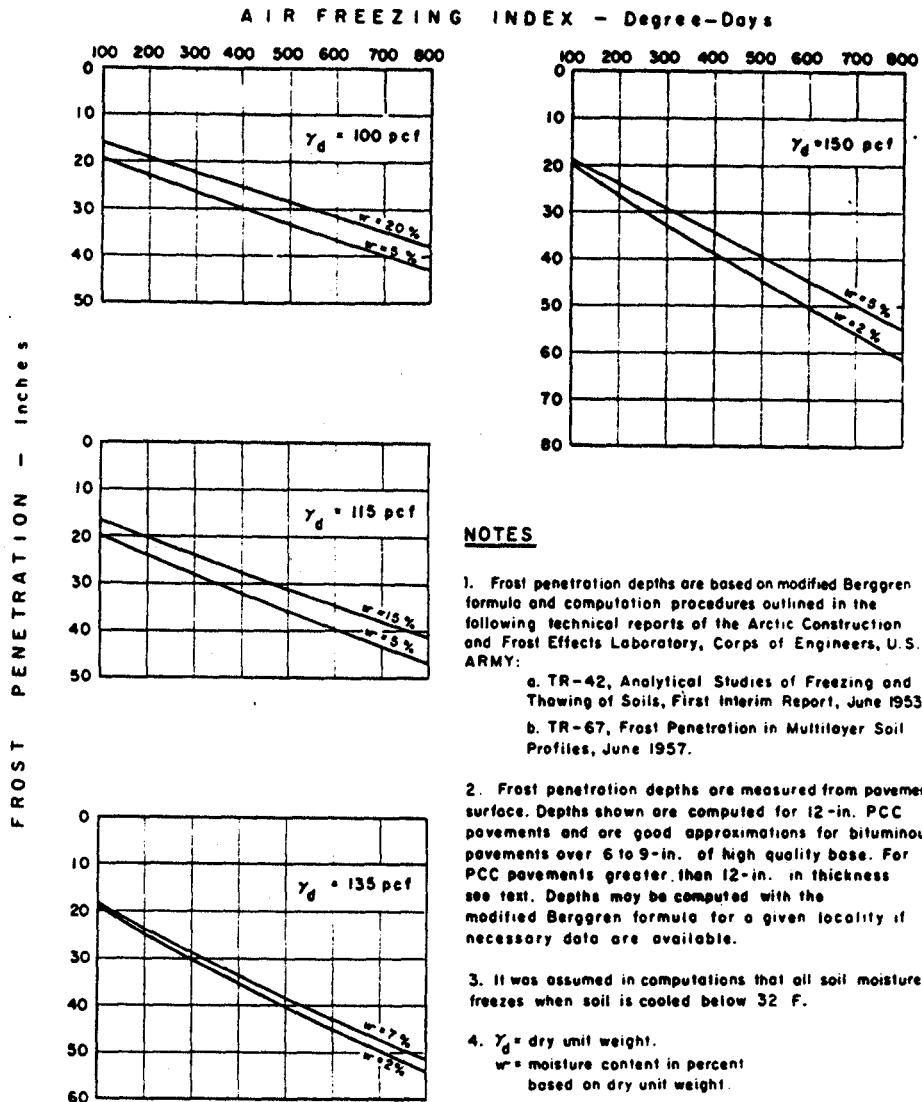 AIR FREEZING INDEX – Degree-Days
100 200 300 400 500 600 700 800
0
10
20
30
40
50
γd = 100 pcf
w = 20 %
w = 5 %
100 200 300 400 500 600 700 800
0
10
20
30
40
50
60
70
80
γd = 150 pcf
w = 5 %
w = 2 %
FROST PENETRATION – Inches
0
10
20
30
40
50
γd = 115 pcf
w = 15 %
w = 5 %
0
10
20
30
40
50
60
γd = 135 pcf
w = 7 %
w = 2 %
NOTES
1. Frost penetration depths are based on modified Berggren
formula and computation procedures outlined in the
following technical reports of the Arctic Construction
and Frost Effects Laboratory, Corps of Engineers, U.S.
ARMY:
a. TR-42, Analytical Studies of Freezing and
Thawing of Soils, First Interim Report, June 1953
b. TR-67, Frost Penetration in Multilayer Soil
Profiles, June 1957.
2. Frost penetration depths are measured from paveme
surface. Depths shown are computed for 12-in. PCC
pavements and are good approximations for bituminou
pavements over 6 to 9-in. of high quality base. For
PCC pavements greater than 12-in. in thickness
see text. Depths may be computed with the
modified Berggren formula for a given locality if
necessary data are available.
3. It was assumed in computations that all soil moisture
freezes when soil is cooled below 32 F.
4. γd = dry unit weight.
w = moisture content in percent
based on dry unit weight.